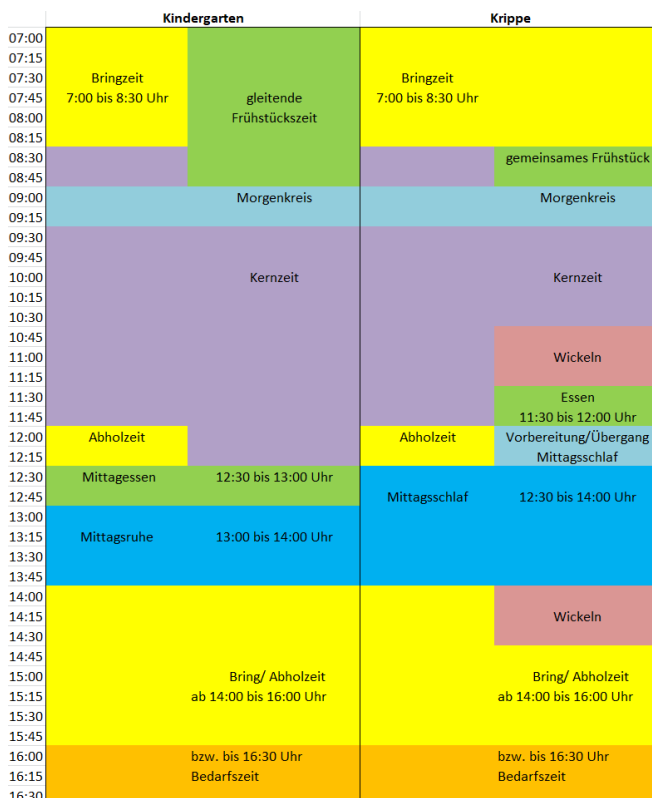 Kindergarten Krippe
07:00
07:15
07:30 Bringzeit Bringzeit
07:45 7:00 bis 8:30 Uhr gleitende 7:00 bis 8:30 Uhr
08:00 Frühstückszeit
08:15
08:30 gemeinsames Frühstück
08:45
09:00 Morgenkreis Morgenkreis
09:15
09:30
09:45
10:00 Kernzeit Kernzeit
10:15
10:30
10:45
11:00 Wickeln
11:15
11:30 Essen
11:45 11:30 bis 12:00 Uhr
12:00 Abholzeit Abholzeit Vorbereitung/Übergang
12:15 Mittagsschlaf
12:30 Mittagessen 12:30 bis 13:00 Uhr
12:45 Mittagsschlaf 12:30 bis 14:00 Uhr
13:00
13:15 Mittagsruhe 13:00 bis 14:00 Uhr
13:30
13:45
14:00
14:15 Wickeln
14:30
14:45
15:00 Bring/ Abholzeit Bring/ Abholzeit
15:15 ab 14:00 bis 16:00 Uhr ab 14:00 bis 16:00 Uhr
15:30
15:45
16:00 bzw. bis 16:30 Uhr bzw. bis 16:30 Uhr
16:15 Bedarfszeit Bedarfszeit
16:30